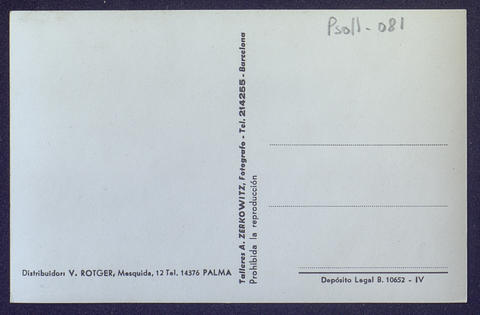 Psoll - 081
Talleres A. ZERKOWITZ, Fotografo - Tel. 214255 - Barcelona
Prohibida la reproducción
Distribuidor: V. ROTGER, Mesquida, 12 Tel. 14376 PALMA
Depósito Legal B. 10652 - IV